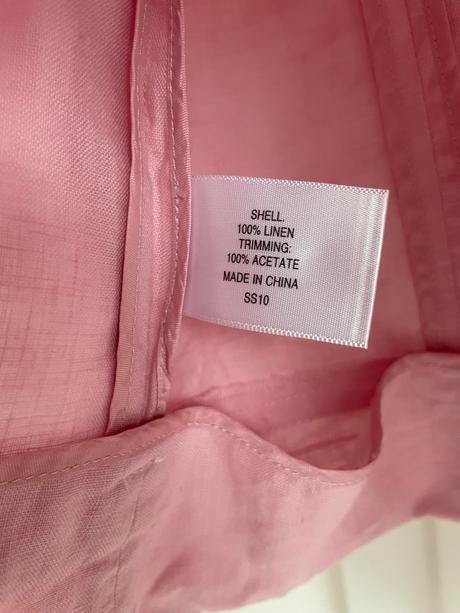 SHELL.
100% LINEN
TRIMMING:
100% ACETATE
MADE IN CHINA
SS10